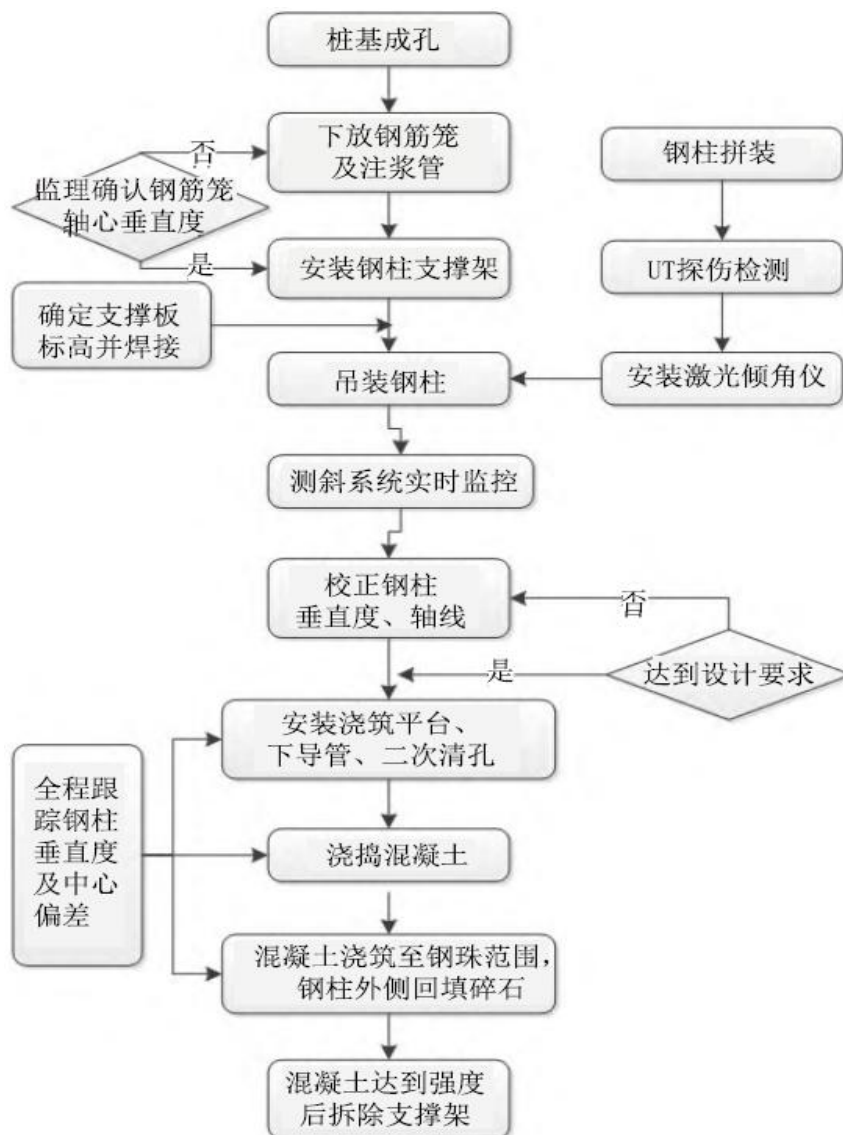 桩基成孔
下放钢筋笼
及注浆管
否
监理确认钢筋笼
轴心垂直度
是
安装钢柱支撑架
钢柱拼装
UT探伤检测
安装激光倾角仪
确定支撑板
标高并焊接
吊装钢柱
测斜系统实时监控
校正钢柱
垂直度、轴线
否
达到设计要求
是
安装浇筑平台、
下导管、二次清孔
全程跟
踪钢柱
垂直度
及中心
偏差
浇捣混凝土
混凝土浇筑至钢珠范围,
钢柱外侧回填碎石
混凝土达到强度
后拆除支撑架